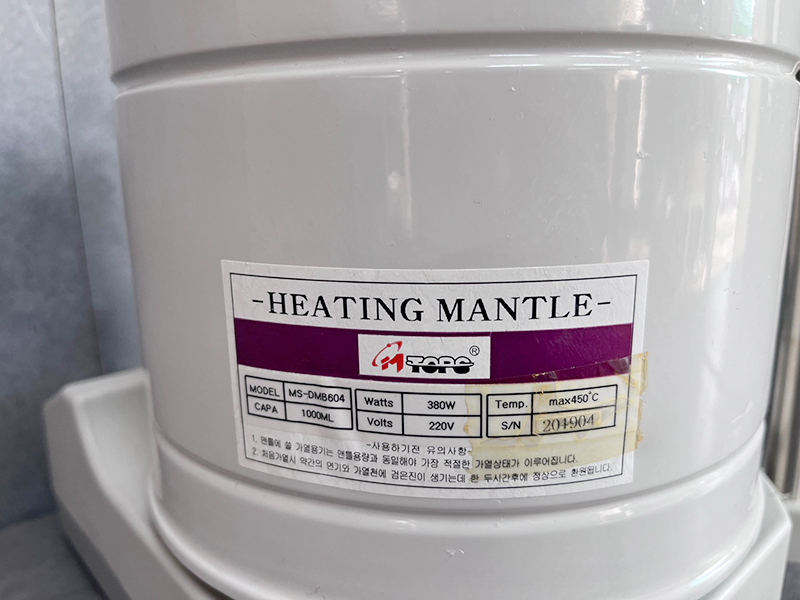 -HEATING MANTLE-
M TOPS®
MODEL MS-DMB604 Watts 380W Temp. max450°C
CAPA 1000ML Volts 220V S/N 201904
-사용하기전 유의사항-
1. 맨틀에 쓸 가열용기는 맨틀용량과 동일해야 가장 적절한 가열상태가 이루어집니다.
2. 처음가열시 약간의 연기와 가열천에 검은진이 생기는데 한 두시간후에 정상으로 환원됩니다.